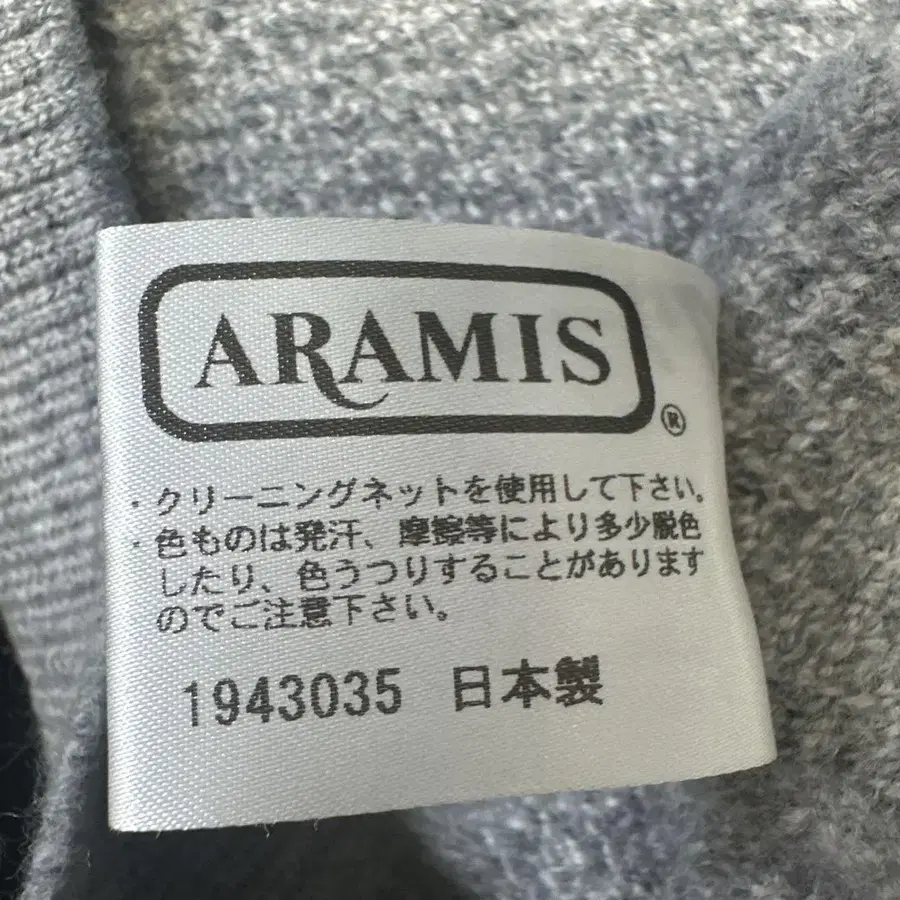 ARAMIS®
・クリーニングネットを使用して下さい。
・色ものは発汗、摩擦等により多少脱色
したり、色うつりすることがあります
のでご注意下さい。
1943035 日本製